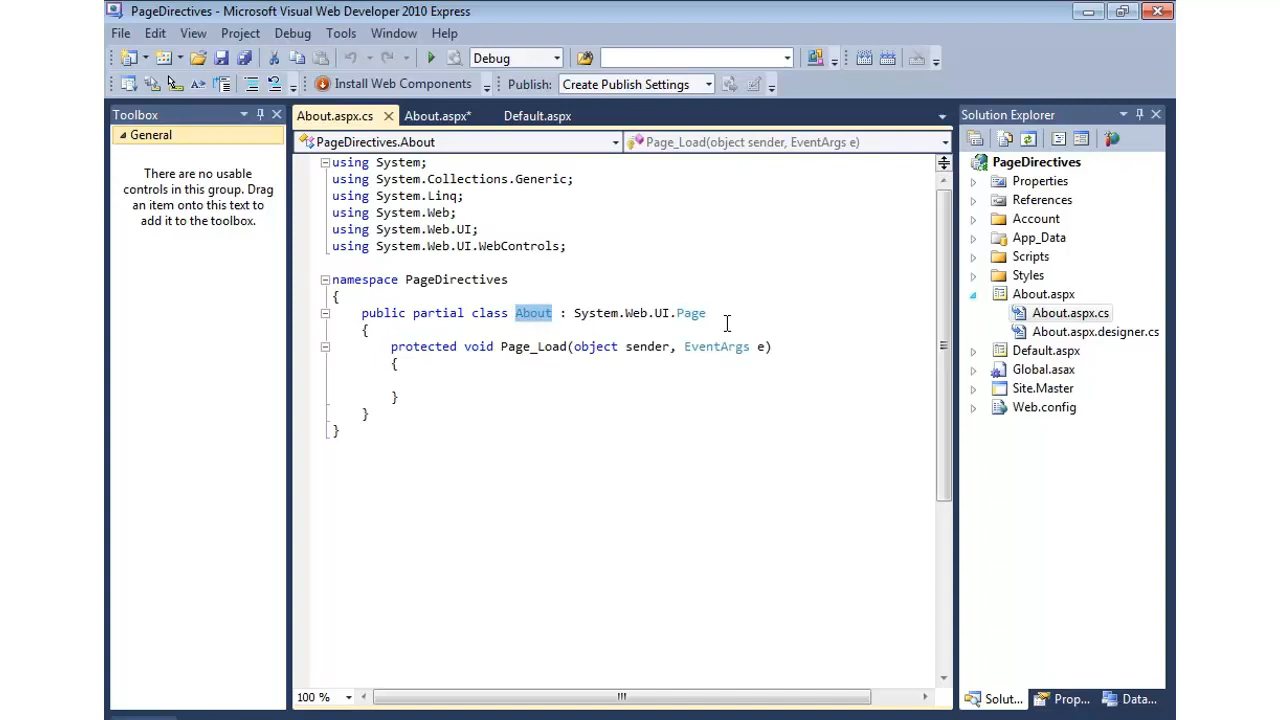 PageDirectives - Microsoft Visual Web Developer 2010 Express
File Edit View Project Debug Tools Window Help
Debug
Install Web Components Publish: Create Publish Settings
Toolbox
General
There are no usable
controls in this group. Drag
an item onto this text to
add it to the toolbox.
About.aspx.cs About.aspx* Default.aspx
PageDirectives.About Page_Load(object sender, EventArgs e)
using System;
using System.Collections.Generic;
using System.Linq;
using System.Web;
using System.Web.UI;
using System.Web.UI.WebControls;
namespace PageDirectives
{
public partial class About : System.Web.UI.Page
{
protected void Page_Load(object sender, EventArgs e)
{
}
}
}
100 %
Solution Explorer
PageDirectives
Properties
References
Account
App_Data
Scripts
Styles
About.aspx
About.aspx.cs
About.aspx.designer.cs
Default.aspx
Global.asax
Site.Master
Web.config
Solut... Prop... Data...